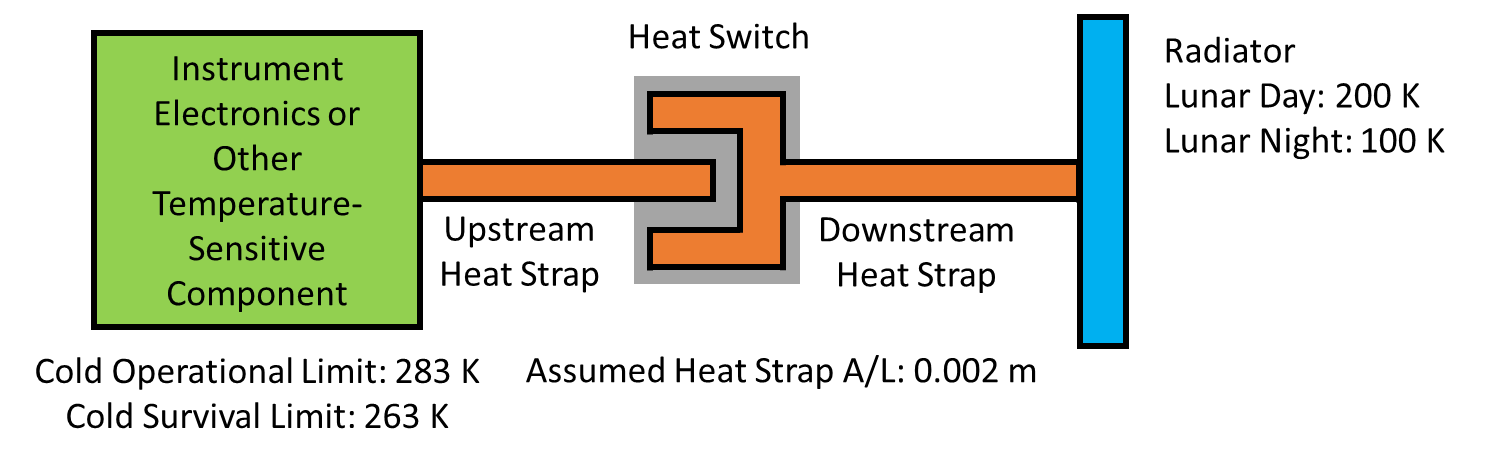 Heat Switch
Instrument
Electronics or
Other
Temperature-
Sensitive
Component
Radiator
Lunar Day: 200 K
Lunar Night: 100 K
Upstream
Heat Strap
Downstream
Heat Strap
Cold Operational Limit: 283 K
Cold Survival Limit: 263 K
Assumed Heat Strap A/L: 0.002 m